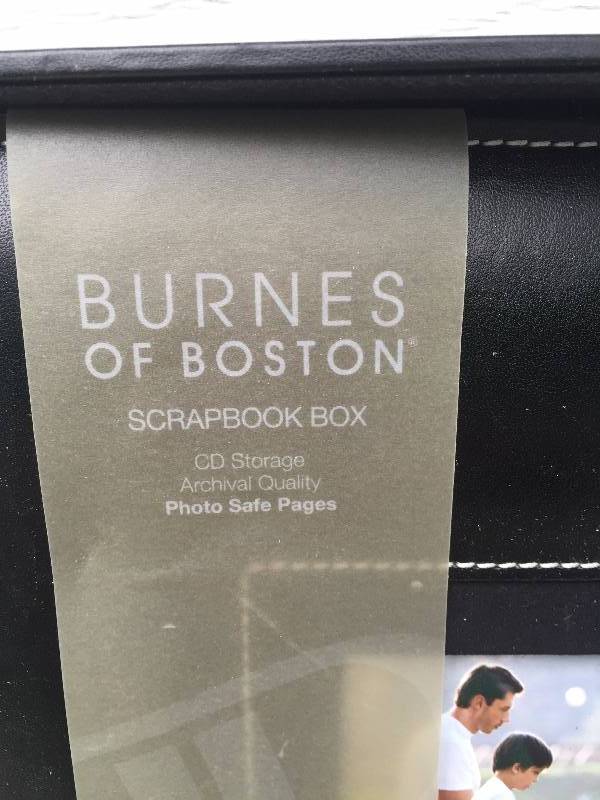 BURNES
OF BOSTON®
SCRAPBOOK BOX
CD Storage
Archival Quality
Photo Safe Pages